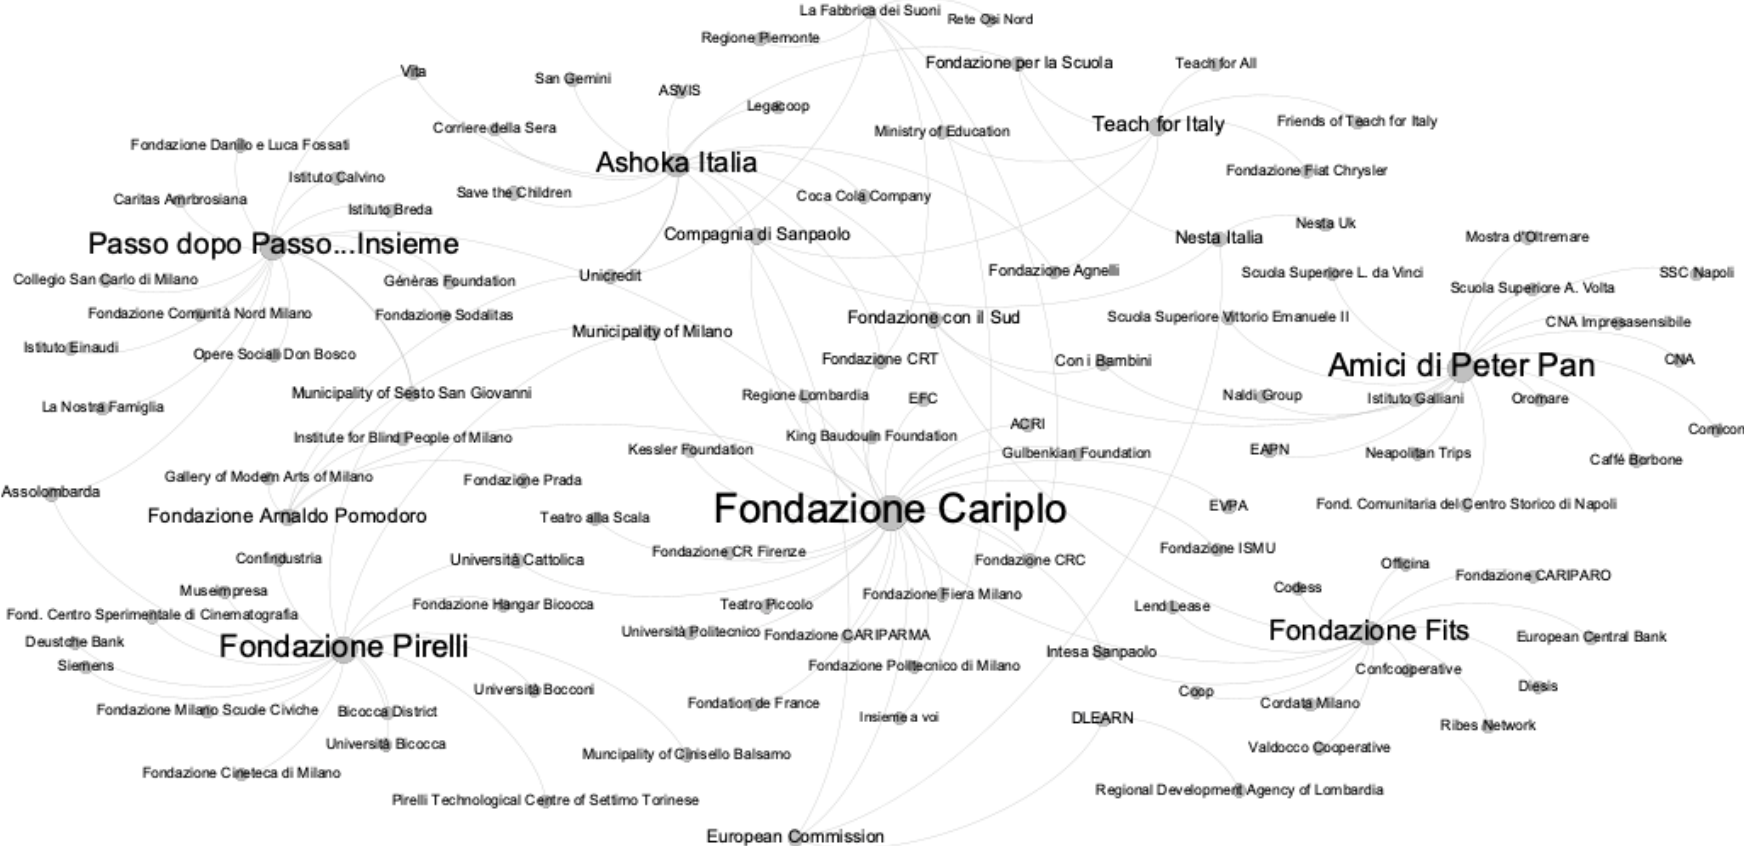 La Fabbrica dei Suoni
Rete Osi Nord
Regione Piemonte
Fondazione per la Scuola
Teach for All
Vita
San Gemini
ASVIS
Legacoop
Corriere della Sera
Ministry of Education
Teach for Italy
Friends of Teach for Italy
Fondazione Danilo e Luca Fossati
Ashoka Italia
Fondazione Fiat Chrysler
Istituto Calvino
Save the Children
Coca Cola Company
Caritas Amrbrosiana
Istituto Breda
Nesta Uk
Compagnia di Sanpaolo
Nesta Italia
Mostra d'Oltremare
Passo dopo Passo...Insieme
Collegio San Carlo di Milano
Génèras Foundation
Unicredit
Fondazione Agnelli
Scuola Superiore L. da Vinci
SSC Napoli
Scuola Superiore A. Volta
Fondazione Comunità Nord Milano
Fondazione Sodalitas
Municipality of Milano
Fondazione con il Sud
Scuola Superiore Vittorio Emanuele II
CNA Impresasensibile
Istituto Einaudi
Opere Sociali Don Bosco
Fondazione CRT
Con i Bambini
Amici di Peter Pan
CNA
Municipality of Sesto San Giovanni
Regione Lombardia
EFC
Naldi Group
Istituto Galliani
Oromare
La Nostra Famiglia
ACRI
Comicon
Institute for Blind People of Milano
King Baudouin Foundation
Kessler Foundation
Gulbenkian Foundation
EAPN
Neapolitan Trips
Caffé Borbone
Gallery of Modern Arts of Milano
Fondazione Prada
Assolombarda
Fondazione Cariplo
Fondazione Arnaldo Pomodoro
Teatro alla Scala
EVPA
Fond. Comunitaria del Centro Storico di Napoli
Confindustria
Università Cattolica
Fondazione CR Firenze
Fondazione CRC
Fondazione ISMU
Officina
Fondazione CARIPARO
Museimpresa
Codess
Fond. Centro Sperimentale di Cinematografia
Fondazione Hangar Bicocca
Teatro Piccolo
Fondazione Fiera Milano
Lend Lease
Deustche Bank
Fondazione Pirelli
Università Politecnico
Fondazione CARIPARMA
Fondazione Fits
European Central Bank
Siemens
Fondazione Politecnico di Milano
Intesa Sanpaolo
Confcooperative
Università Bocconi
Coop
Diesis
Fondazione Milano Scuole Civiche
Bicocca District
Fondation de France
Insieme a voi
DLEARN
Cordata Milano
Ribes Network
Università Bicocca
Muncipality of Cinisello Balsamo
Valdocco Cooperative
Fondazione Cineteca di Milano
Pirelli Technological Centre of Settimo Torinese
Regional Development Agency of Lombardia
European Commission